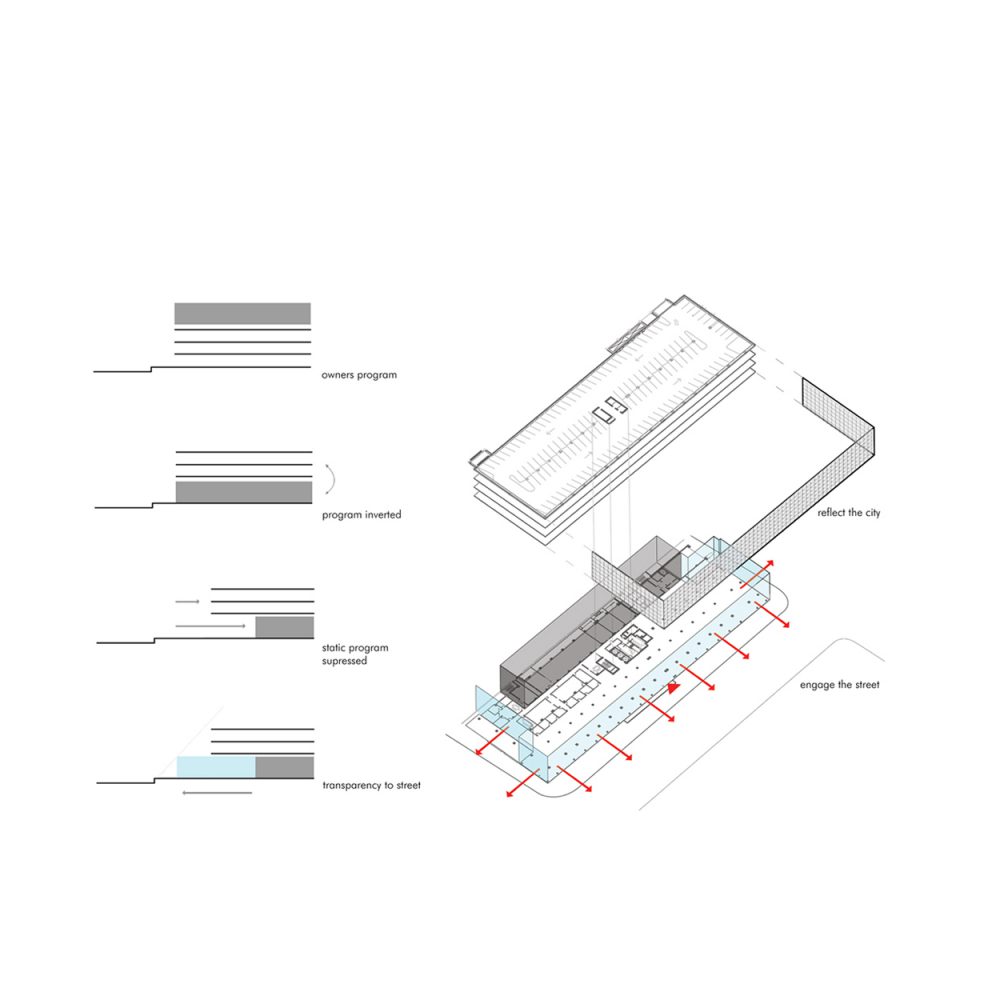 owners program
program inverted
static program
supressed
transparency to street
reflect the city
engage the street